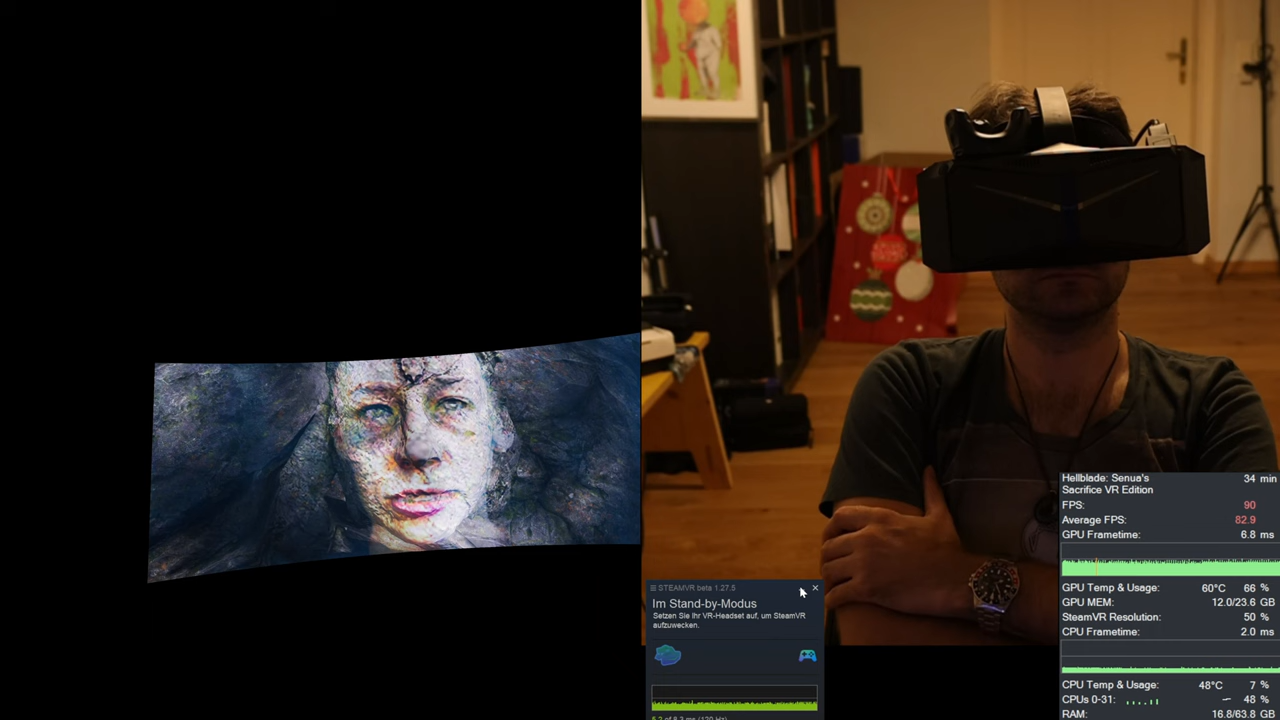 STEAMVR beta 1.27.5
Im Stand-by-Modus
Setzen Sie Ihr VR-Headset auf, um SteamVR
aufzuwecken.
Hellblade: Senua's 34 min
Sacrifice VR Edition
FPS: 90
Average FPS: 82.9
GPU Frametime: 6.8 ms
GPU Temp & Usage: 60°C 66 %
GPU MEM: 12.0/23.6 GB
SteamVR Resolution: 50 %
CPU Frametime: 2.0 ms
CPU Temp & Usage: 48°C 7 %
CPUs 0-31: 48 %
RAM: 16.8/63.8 GB